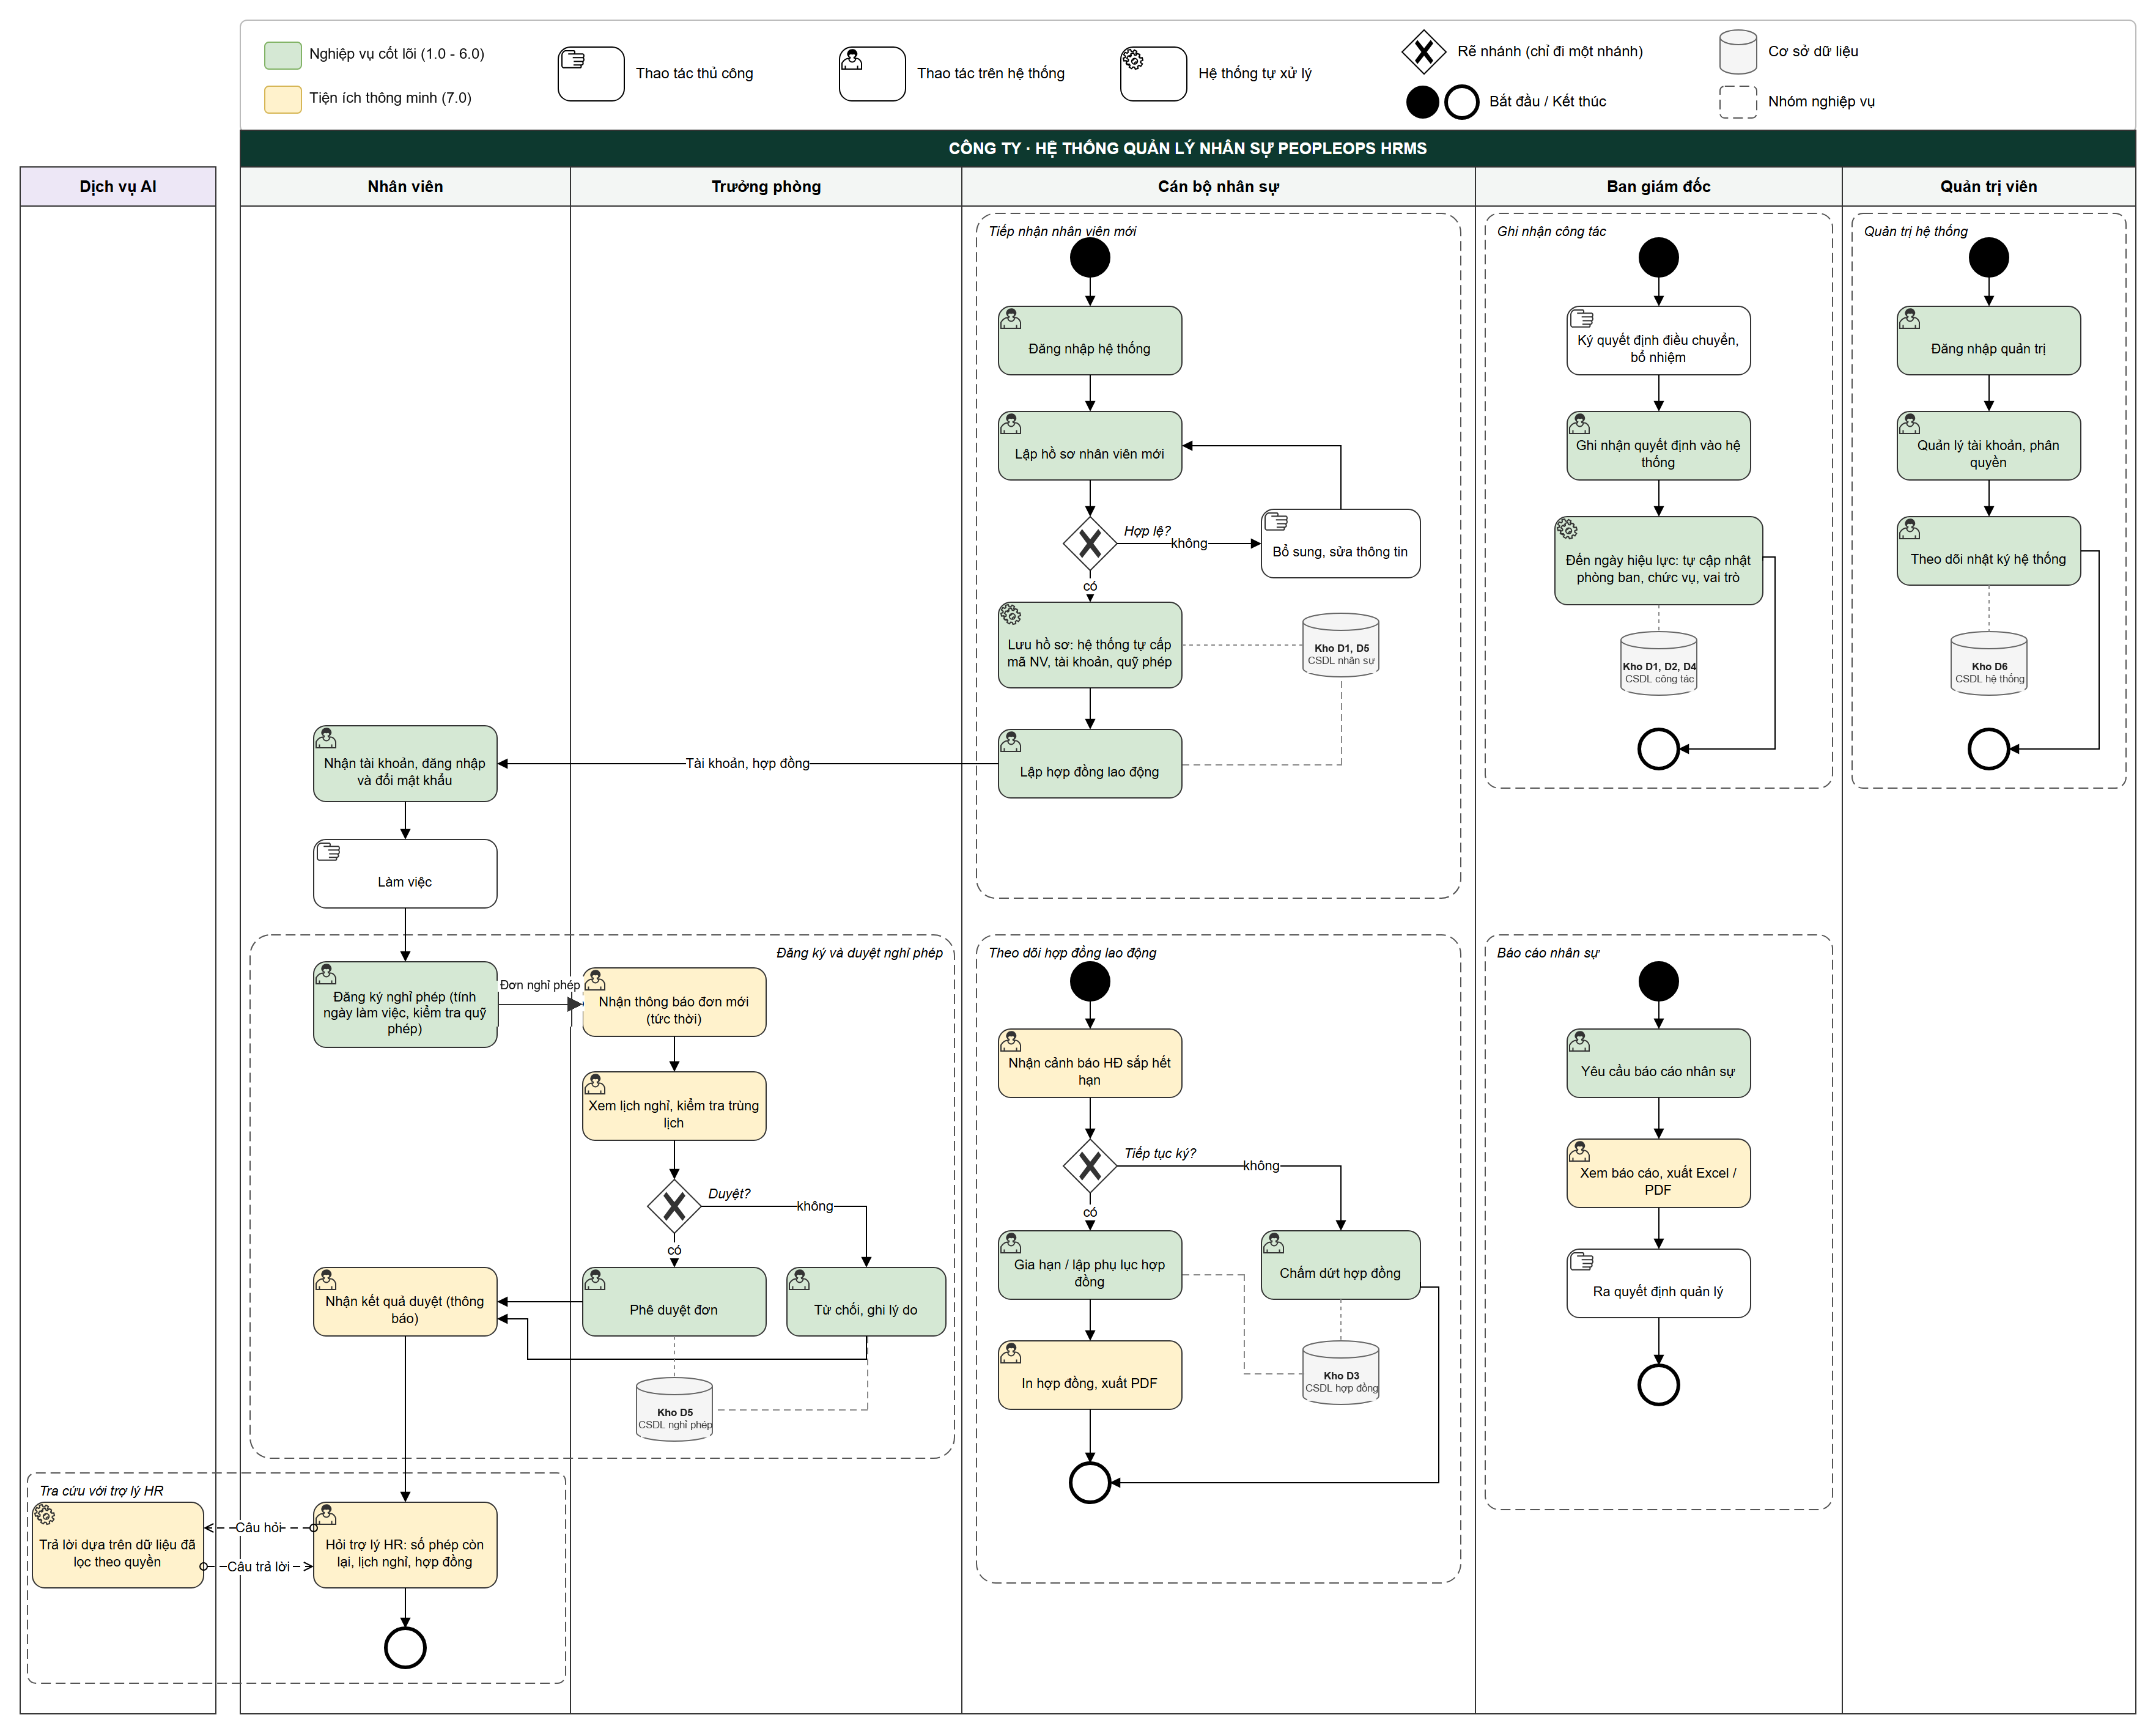 Nghiệp vụ cốt lõi (1.0 - 6.0)
Tiện ích thông minh (7.0)
Thao tác thủ công
Thao tác trên hệ thống
Hệ thống tự xử lý
Rẽ nhánh (chỉ đi một nhánh)
Bắt đầu / Kết thúc
Cơ sở dữ liệu
Nhóm nghiệp vụ
CÔNG TY · HỆ THỐNG QUẢN LÝ NHÂN SỰ PEOPLEOPS HRMS
Dịch vụ AI
Nhân viên
Trưởng phòng
Cán bộ nhân sự
Ban giám đốc
Quản trị viên
Tiếp nhận nhân viên mới
Đăng nhập hệ thống
Lập hồ sơ nhân viên mới
Hợp lệ?
không
Bổ sung, sửa thông tin
có
Lưu hồ sơ: hệ thống tự cấp
mã NV, tài khoản, quỹ phép
Kho D1, D5
CSDL nhân sự
Lập hợp đồng lao động
Tài khoản, hợp đồng
Ghi nhận công tác
Ký quyết định điều chuyển,
bổ nhiệm
Ghi nhận quyết định vào hệ
thống
Đến ngày hiệu lực: tự cập nhật
phòng ban, chức vụ, vai trò
Kho D1, D2, D4
CSDL công tác
Quản trị hệ thống
Đăng nhập quản trị
Quản lý tài khoản, phân
quyền
Theo dõi nhật ký hệ thống
Kho D6
CSDL hệ thống
Nhận tài khoản, đăng nhập
và đổi mật khẩu
Làm việc
Đăng ký và duyệt nghỉ phép
Đăng ký nghỉ phép (tính
ngày làm việc, kiểm tra quỹ
phép)
Đơn nghỉ phép
Nhận thông báo đơn mới
(tức thời)
Xem lịch nghỉ, kiểm tra trùng
lịch
Duyệt?
không
có
Phê duyệt đơn
Từ chối, ghi lý do
Nhận kết quả duyệt (thông
báo)
Kho D5
CSDL nghỉ phép
Theo dõi hợp đồng lao động
Nhận cảnh báo HĐ sắp hết
hạn
Tiếp tục ký?
không
có
Gia hạn / lập phụ lục hợp
đồng
Chấm dứt hợp đồng
In hợp đồng, xuất PDF
Kho D3
CSDL hợp đồng
Báo cáo nhân sự
Yêu cầu báo cáo nhân sự
Xem báo cáo, xuất Excel /
PDF
Ra quyết định quản lý
Tra cứu với trợ lý HR
Trả lời dựa trên dữ liệu đã
lọc theo quyền
Câu hỏi
Câu trả lời
Hỏi trợ lý HR: số phép còn
lại, lịch nghỉ, hợp đồng